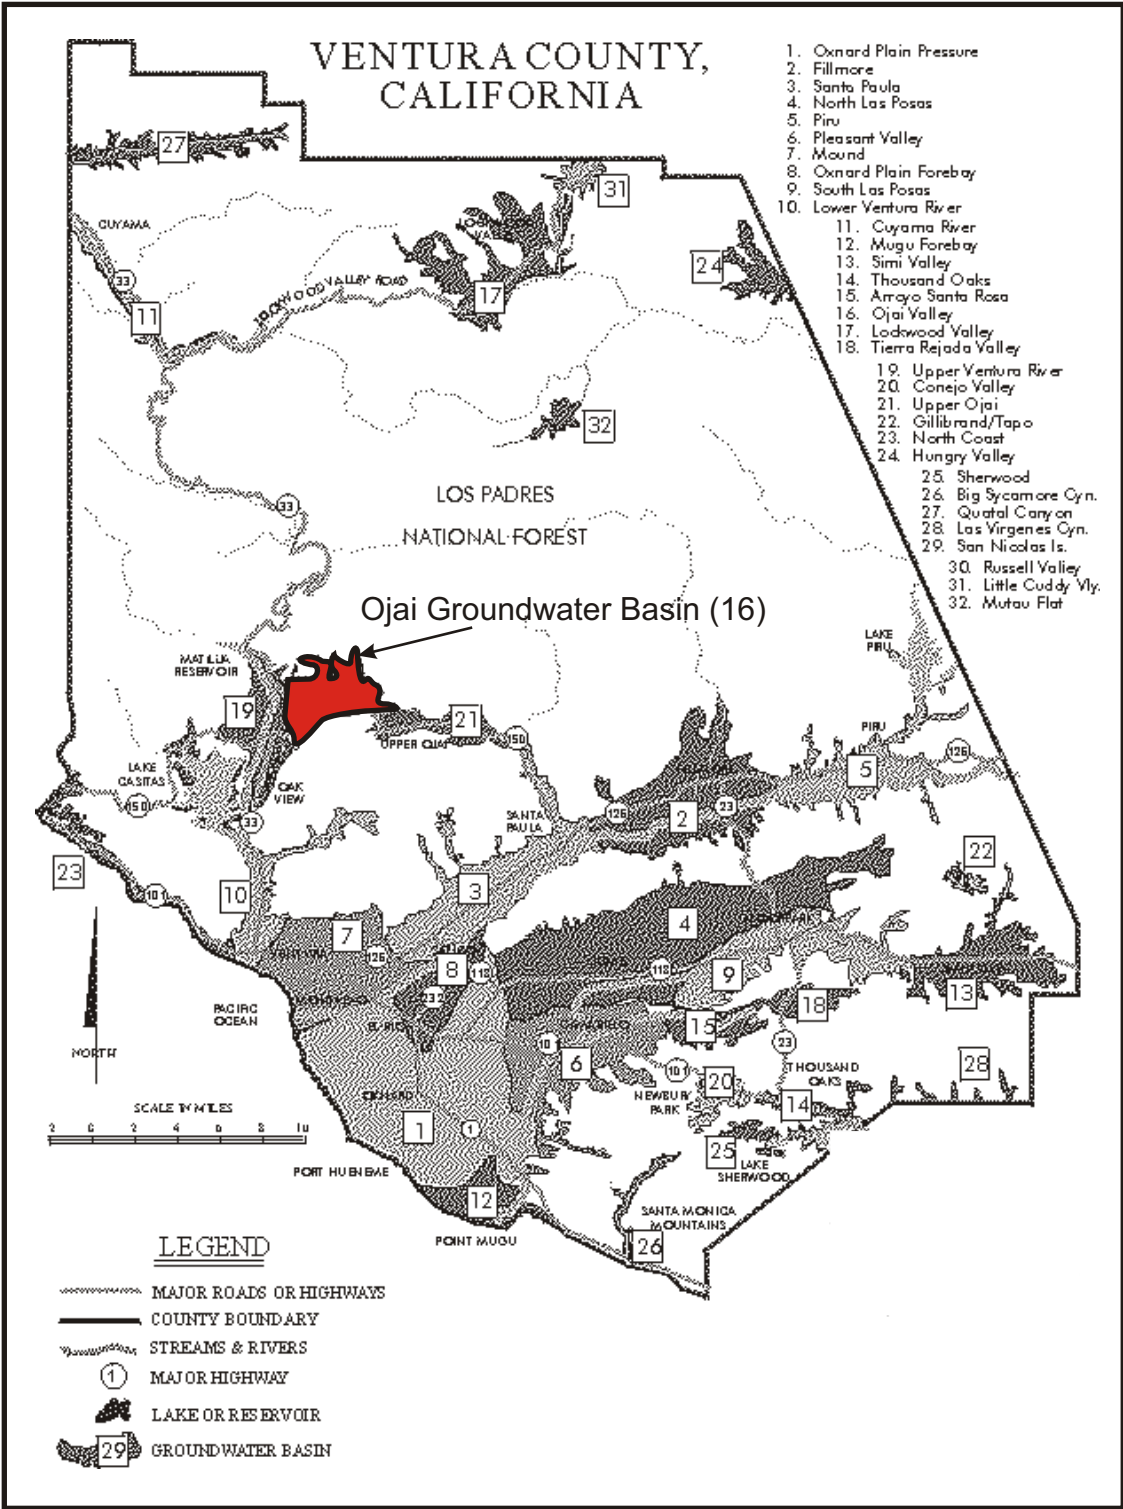 VENTURA COUNTY,
CALIFORNIA
1. Oxnard Plain Pressure
2. Fillmore
3. Santa Paula
4. North Las Posas
5. Piru
6. Pleasant Valley
7. Mound
8. Oxnard Plain Forebay
9. South Las Posas
10. Lower Ventura River
11. Cuyama River
12. Mugu Forebay
13. Simi Valley
14. Thousand Oaks
15. Arroyo Santa Rosa
16. Ojai Valley
17. Lockwood Valley
18. Tierra Rejada Valley
19. Upper Ventura River
20. Conejo Valley
21. Upper Ojai
22. Gillibrand/Tapo
23. North Coast
24. Hungry Valley
25. Sherwood
26. Big Sycamore Cyn.
27. Quatal Canyon
28. Las Virgenes Cyn.
29. San Nicolas Is.
30. Russell Valley
31. Little Cuddy Vly.
32. Mutau Flat
27
31
CUYAMA
24
33
LOCKWOOD VALLEY ROAD
17
11
32
LOS PADRES
33
NATIONAL FOREST
Ojai Groundwater Basin (16)
LAKE
PIRU
MATILIJA
RESERVOIR
19
21
UPPER OJAI
150
PIRU
126
LAKE
CASITAS
5
OAK
VIEW
150
33
SANTA
PAULA
126
2
23
23
22
101
10
3
4
7
126
8
118
118
9
13
232
EL RIO
CAMARILLO
18
15
PACIFIC
OCEAN
101
6
23
NORTH
101
THOUSAND
OAKS
28
20
NEWBURY
PARK
14
OXNARD
SCALE IN MILES
2 0 2 4 6 8 10
1
1
25
LAKE
SHERWOOD
PORT HUENEME
12
SANTA MONICA
MOUNTAINS
POINT MUGU
26
LEGEND
MAJOR ROADS OR HIGHWAYS
COUNTY BOUNDARY
STREAMS & RIVERS
1 MAJOR HIGHWAY
LAKE OR RESERVOIR
29 GROUNDWATER BASIN